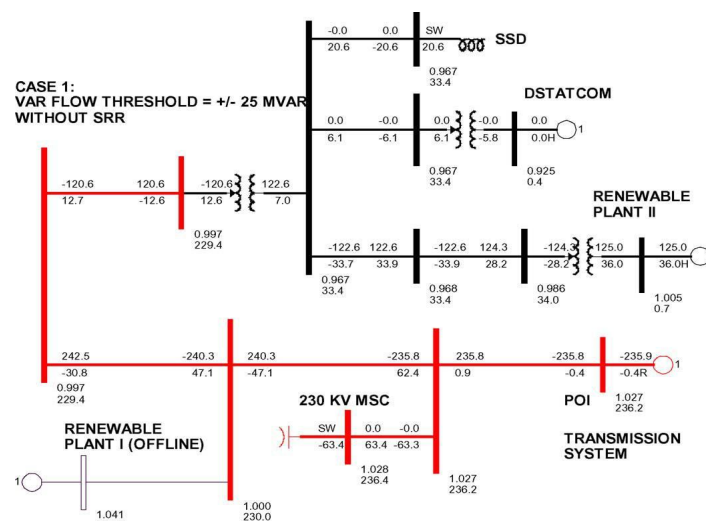 -0.0 0.0 SW
20.6 -20.6 20.6
SSD
0.967
33.4
CASE 1:
VAR FLOW THRESHOLD = +/- 25 MVAR
WITHOUT SRR
DSTATCOM
0.0 -0.0 0.0 -0.0 0.0
6.1 -6.1 6.1 -5.8 0.0H
1
0.967
33.4
0.925
0.4
-120.6 120.6 -120.6 122.6
12.7 -12.6 12.6 7.0
0.997
229.4
RENEWABLE
PLANT II
-122.6 122.6 -122.6 124.3 -124.3 125.0 125.0
-33.7 33.9 -33.9 28.2 -28.2 36.0 36.0H
0.967
33.4
0.968
33.4
0.986
34.0
1.005
0.7
242.5 -240.3 240.3 -235.8 235.8 -235.8 -235.9
-30.8 47.1 -47.1 62.4 0.9 -0.4 -0.4R
1
0.997
229.4
1.027
236.2
POI
230 KV MSC
SW 0.0 -0.0
-63.4 63.4 -63.3
1.028
236.4
1.027
236.2
TRANSMISSION
SYSTEM
RENEWABLE
PLANT I (OFFLINE)
1
1.041
1.000
230.0